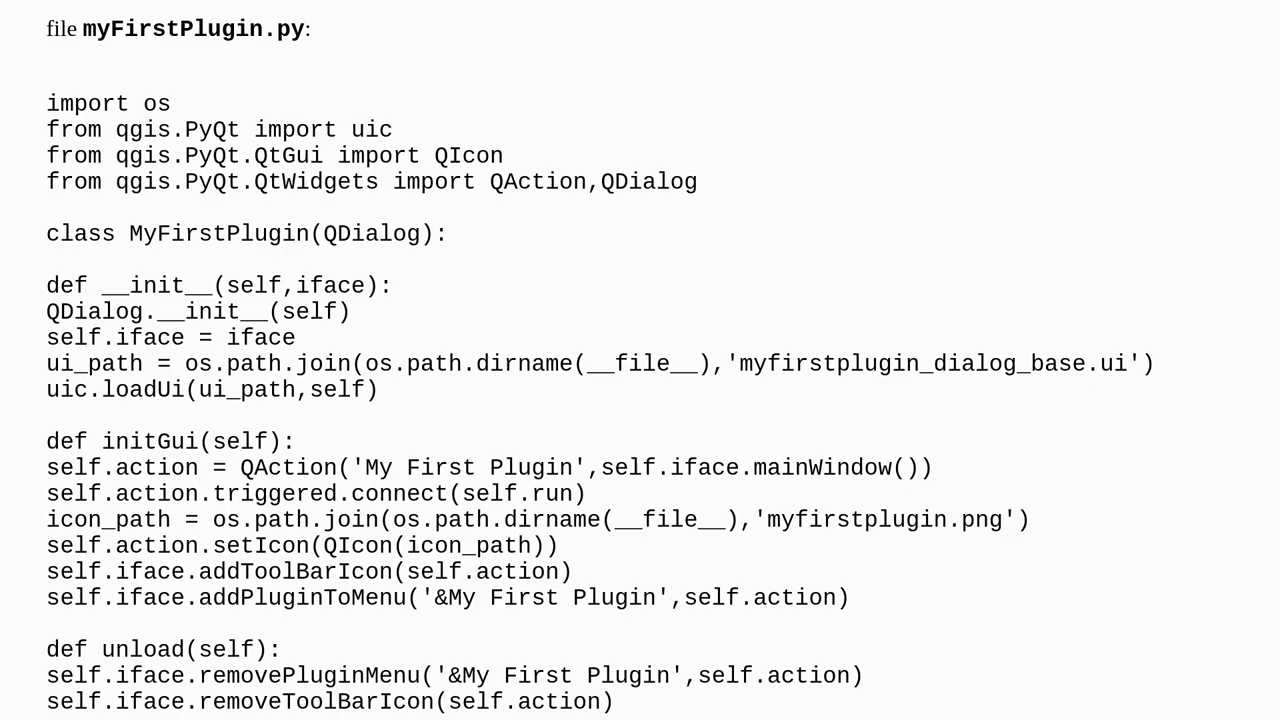 file myFirstPlugin.py:
import os
from qgis.PyQt import uic
from qgis.PyQt.QtGui import QIcon
from qgis.PyQt.QtWidgets import QAction,QDialog
class MyFirstPlugin(QDialog):
def __init__(self,iface):
QDialog.__init__(self)
self.iface = iface
ui_path = os.path.join(os.path.dirname(__file__),'myfirstplugin_dialog_base.ui')
uic.loadUi(ui_path,self)
def initGui(self):
self.action = QAction('My First Plugin',self.iface.mainWindow())
self.action.triggered.connect(self.run)
icon_path = os.path.join(os.path.dirname(__file__),'myfirstplugin.png')
self.action.setIcon(QIcon(icon_path))
self.iface.addToolBarIcon(self.action)
self.iface.addPluginToMenu('&My First Plugin',self.action)
def unload(self):
self.iface.removePluginMenu('&My First Plugin',self.action)
self.iface.removeToolBarIcon(self.action)